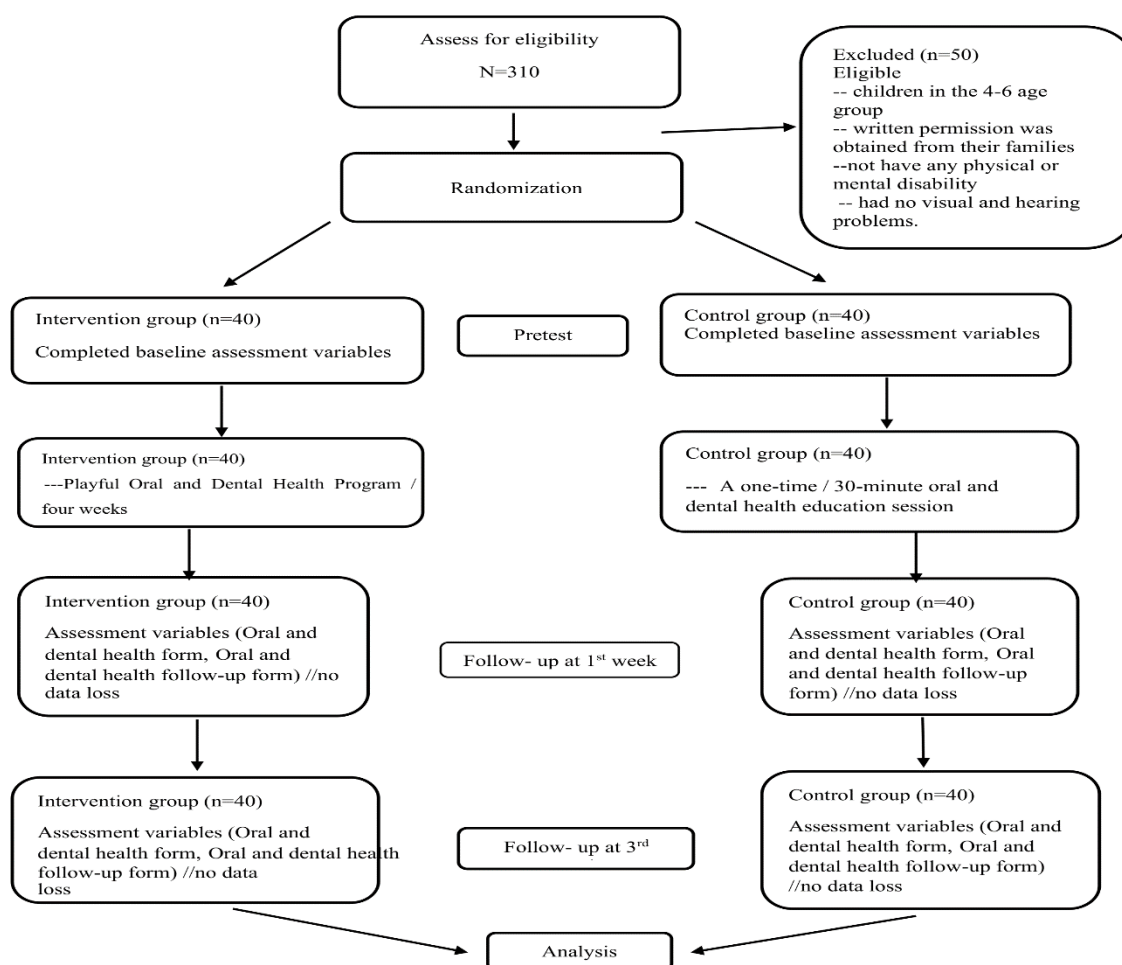 Assess for eligibility
N=310
Excluded (n=50)
Eligible
-- children in the 4-6 age
group
-- written permission was
obtained from their families
--not have any physical or
mental disability
-- had no visual and hearing
problems.
Randomization
Intervention group (n=40)
Completed baseline assessment variables
Pretest
Control group (n=40)
Completed baseline assessment variables
Intervention group (n=40)
---Playful Oral and Dental Health Program /
four weeks
Control group (n=40)
--- A one-time / 30-minute oral and
dental health education session
Intervention group (n=40)
Assessment variables (Oral and
dental health form, Oral and
dental health follow-up form) //no
data loss
Follow- up at 1st week
Control group (n=40)
Assessment variables (Oral
and dental health form, Oral
and dental health follow-up
form) //no data loss
Intervention group (n=40)
Assessment variables (Oral and
dental health form, Oral and dental health
follow-up form) //no data
loss
Follow- up at 3rd
Control group (n=40)
Assessment variables (Oral and
dental health form, Oral and
dental health follow-up form)
//no data loss
Analysis